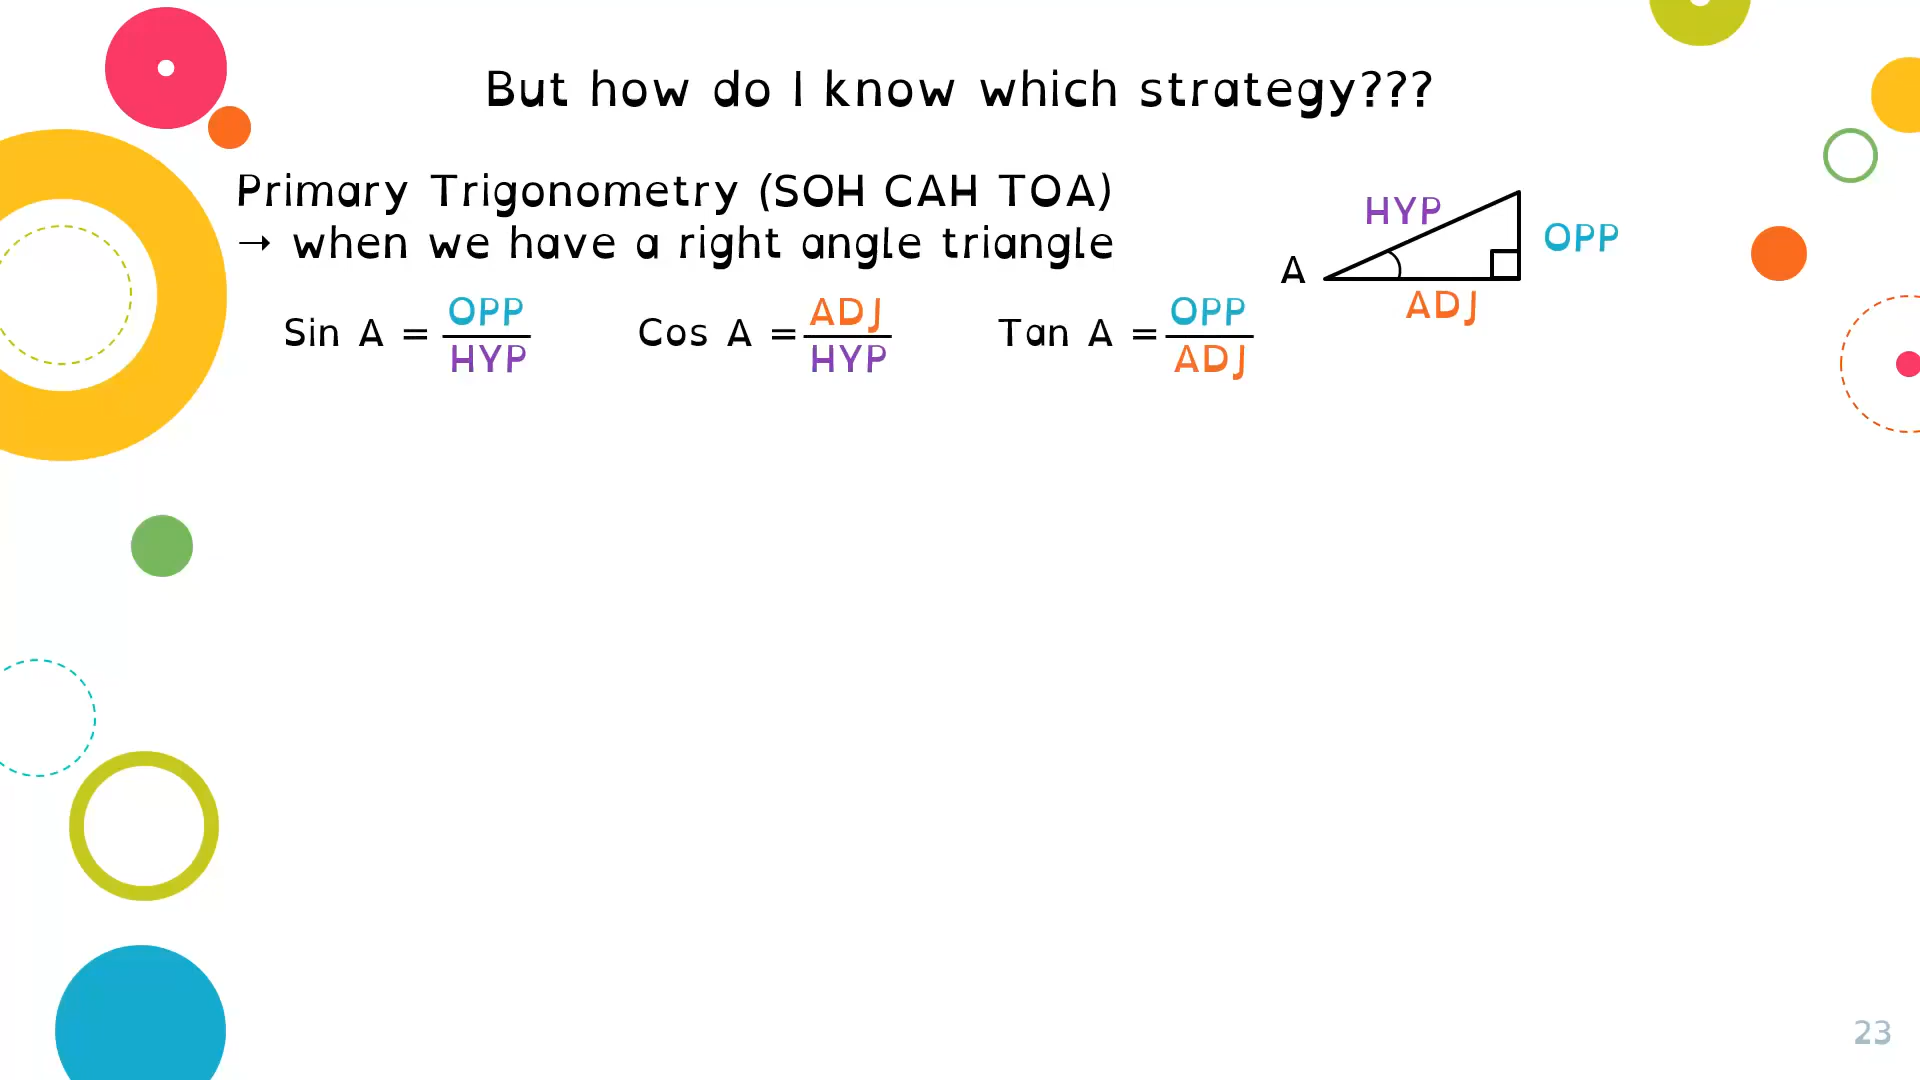 But how do I know which strategy???
Primary Trigonometry (SOH CAH TOA)
→ when we have a right angle triangle
Sin A = OPP/HYP
Cos A = ADJ/HYP
Tan A = OPP/ADJ
HYP
OPP
A
ADJ
23